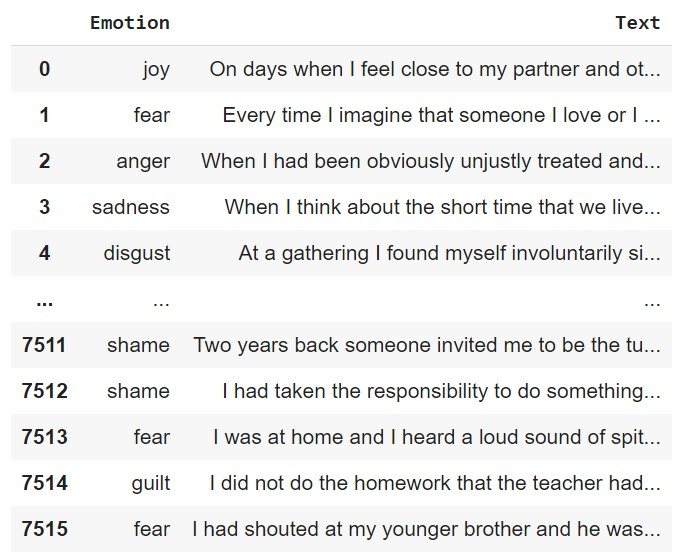 Emotion Text
0 joy On days when I feel close to my partner and ot...
1 fear Every time I imagine that someone I love or I ...
2 anger When I had been obviously unjustly treated and...
3 sadness When I think about the short time that we live...
4 disgust At a gathering I found myself involuntarily si...
... ... ...
7511 shame Two years back someone invited me to be the tu...
7512 shame I had taken the responsibility to do something...
7513 fear I was at home and I heard a loud sound of spit...
7514 guilt I did not do the homework that the teacher had...
7515 fear I had shouted at my younger brother and he was...